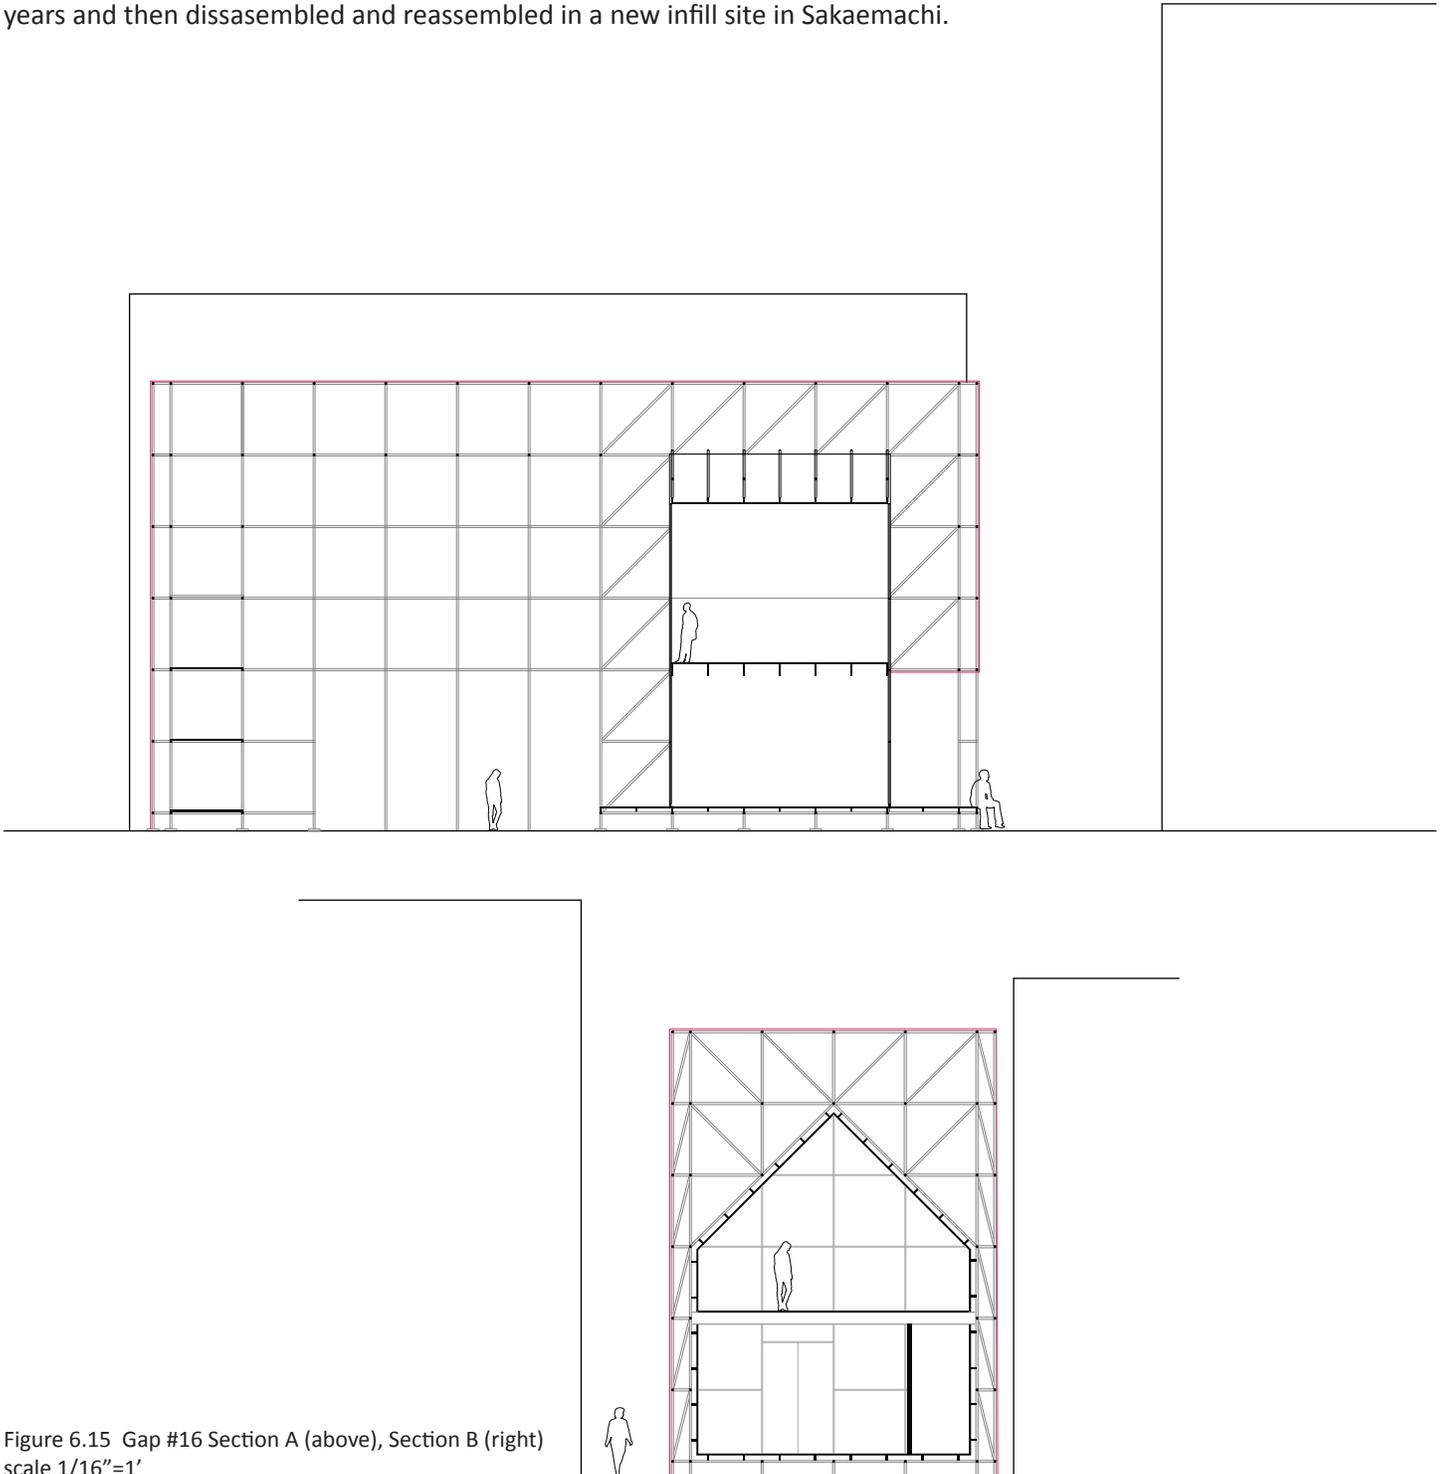 years and then dissasembled and reassembled in a new infill site in Sakaemachi.
Figure 6.15  Gap #16 Section A (above), Section B (right)
scale 1/16”=1’